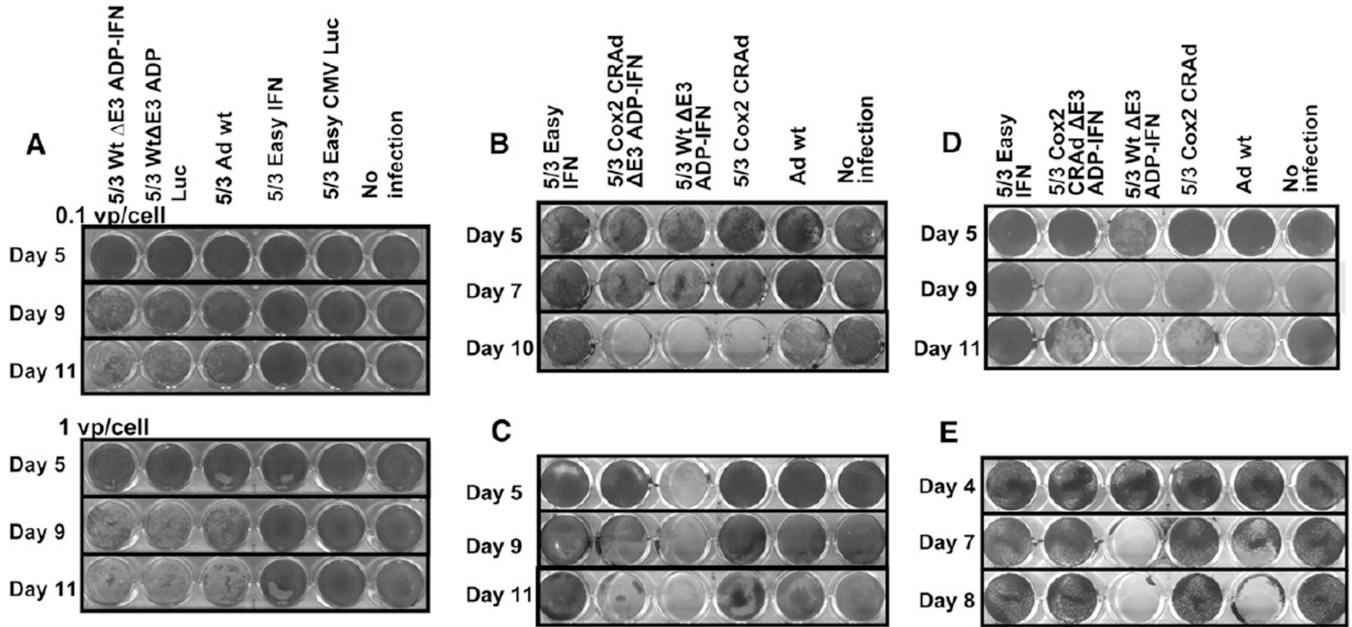 A
5/3 Wt ΔE3 ADP-IFN
5/3 WtΔE3 ADP
Luc
5/3 Ad wt
5/3 Easy IFN
5/3 Easy CMV Luc
No
infection
0.1 vp/cell
Day 5
Day 9
Day 11
1 vp/cell
Day 5
Day 9
Day 11
B
5/3 Easy
IFN
5/3 Cox2 CRAd
ΔE3 ADP-IFN
5/3 Wt ΔE3
ADP-IFN
5/3 Cox2 CRAd
Ad wt
No
infection
Day 5
Day 7
Day 10
C
Day 5
Day 9
Day 11
D
5/3 Easy
IFN
5/3 Cox2
CRAd ΔE3
ADP-IFN
5/3 Wt ΔE3
ADP-IFN
5/3 Cox2 CRAd
Ad wt
No
infection
Day 5
Day 9
Day 11
E
Day 4
Day 7
Day 8